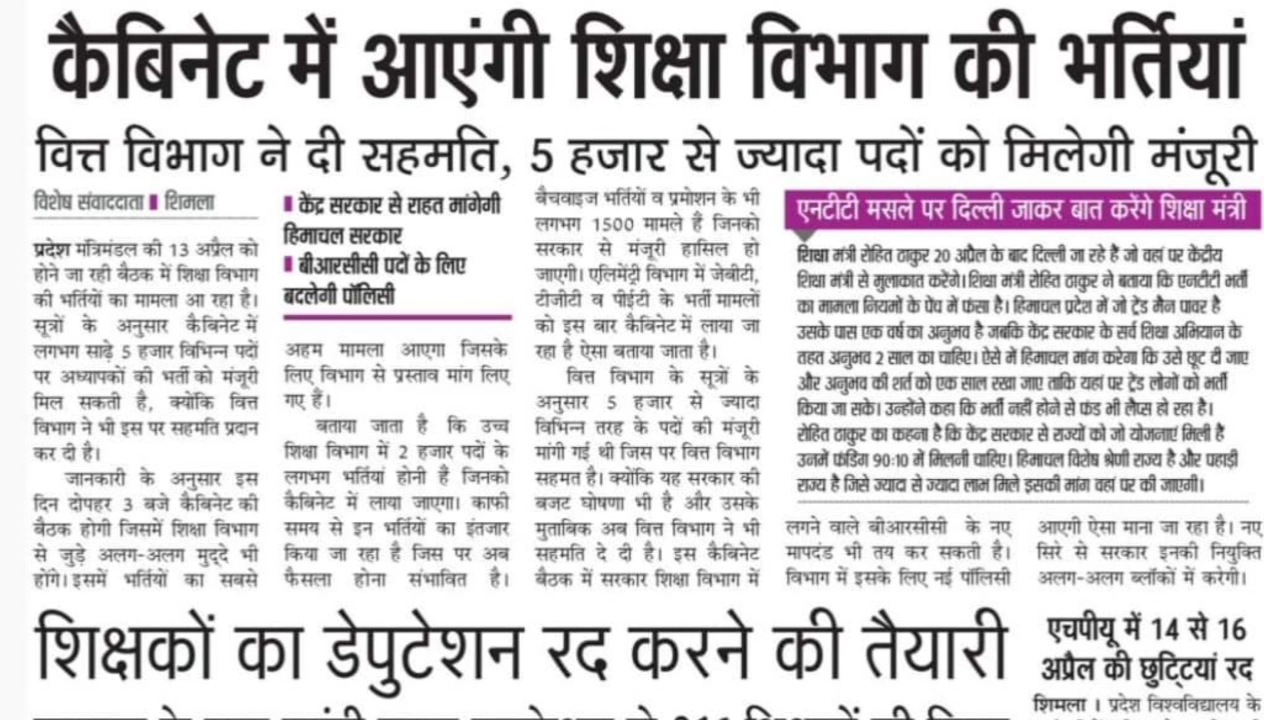 कैबिनेट में आएंगी शिक्षा विभाग की भर्तियां
वित्त विभाग ने दी सहमति, 5 हजार से ज्यादा पदों को मिलेगी मंजूरी
विशेष संवाददाता ▮ शिमला
प्रदेश मंत्रिमंडल की 13 अप्रैल को
होने जा रही बैठक में शिक्षा विभाग
की भर्तियों का मामला आ रहा है।
सूत्रों के अनुसार कैबिनेट में
लगभग साढ़े 5 हजार विभिन्न पदों
पर अध्यापकों की भर्ती को मंजूरी
मिल सकती है, क्योंकि वित्त
विभाग ने भी इस पर सहमति प्रदान
कर दी है।
जानकारी के अनुसार इस
दिन दोपहर 3 बजे कैबिनेट की
बैठक होगी जिसमें शिक्षा विभाग
से जुड़े अलग-अलग मुद्दे भी
होंगे। इसमें भर्तियों का सबसे
▮ केंद्र सरकार से राहत मांगेगी
हिमाचल सरकार
▮ बीआरसीसी पदों के लिए
बदलेगी पॉलिसी
अहम मामला आएगा जिसके
लिए विभाग से प्रस्ताव मांग लिए
गए हैं।
बताया जाता है कि उच्च
शिक्षा विभाग में 2 हजार पदों के
लगभग भर्तियां होनी हैं जिनको
कैबिनेट में लाया जाएगा। काफी
समय से इन भर्तियों का इंतजार
किया जा रहा है जिस पर अब
फैसला होना संभावित है।
बैचवाइज भर्तियों व प्रमोशन के भी
लगभग 1500 मामले हैं जिनको
सरकार से मंजूरी हासिल हो
जाएगी। एलिमेंट्री विभाग में जेबीटी,
टीजीटी व पीईटी के भर्ती मामलों
को इस बार कैबिनेट में लाया जा
रहा है ऐसा बताया जाता है।
वित्त विभाग के सूत्रों के
अनुसार 5 हजार से ज्यादा
विभिन्न तरह के पदों की मंजूरी
मांगी गई थी जिस पर वित्त विभाग
सहमत है। क्योंकि यह सरकार की
बजट घोषणा भी है और उसके
मुताबिक अब वित्त विभाग ने भी
सहमति दे दी है। इस कैबिनेट
बैठक में सरकार शिक्षा विभाग में
एनटीटी मसले पर दिल्ली जाकर बात करेंगे शिक्षा मंत्री
शिक्षा मंत्री रोहित ठाकुर 20 अप्रैल के बाद दिल्ली जा रहे हैं जो वहां पर केंद्रीय
शिक्षा मंत्री से मुलाकात करेंगे। शिक्षा मंत्री रोहित ठाकुर ने बताया कि एनटीटी भर्ती
का मामला नियमों के पेंच में फंसा है। हिमाचल प्रदेश में जो ट्रेंड मैन पावर है
उसके पास एक वर्ष का अनुभव है जबकि केंद्र सरकार के सर्व शिक्षा अभियान के
तहत अनुभव 2 साल का चाहिए। ऐसे में हिमाचल मांग करेगा कि उसे छूट दी जाए
और अनुभव की शर्त को एक साल रखा जाए ताकि यहां पर ट्रेंड लोगों को भर्ती
किया जा सके। उन्होंने कहा कि भर्ती नहीं होने से फंड भी लैप्स हो रहा है।
रोहित ठाकुर का कहना है कि केंद्र सरकार से राज्यों को जो योजनाएं मिली हैं
उनमें फंडिंग 90:10 में मिलनी चाहिए। हिमाचल विशेष श्रेणी राज्य है और पहाड़ी
राज्य है जिसे ज्यादा से ज्यादा लाभ मिले इसकी मांग वहां पर की जाएगी।
लगने वाले बीआरसीसी के नए
मापदंड भी तय कर सकती है।
विभाग में इसके लिए नई पॉलिसी
आएगी ऐसा माना जा रहा है। नए
सिरे से सरकार इनकी नियुक्ति
अलग-अलग ब्लॉकों में करेगी।
शिक्षकों का डेपुटेशन रद करने की तैयारी
एचपीयू में 14 से 16
अप्रैल की छुट्टियां रद
शिमला । प्रदेश विश्वविद्यालय के